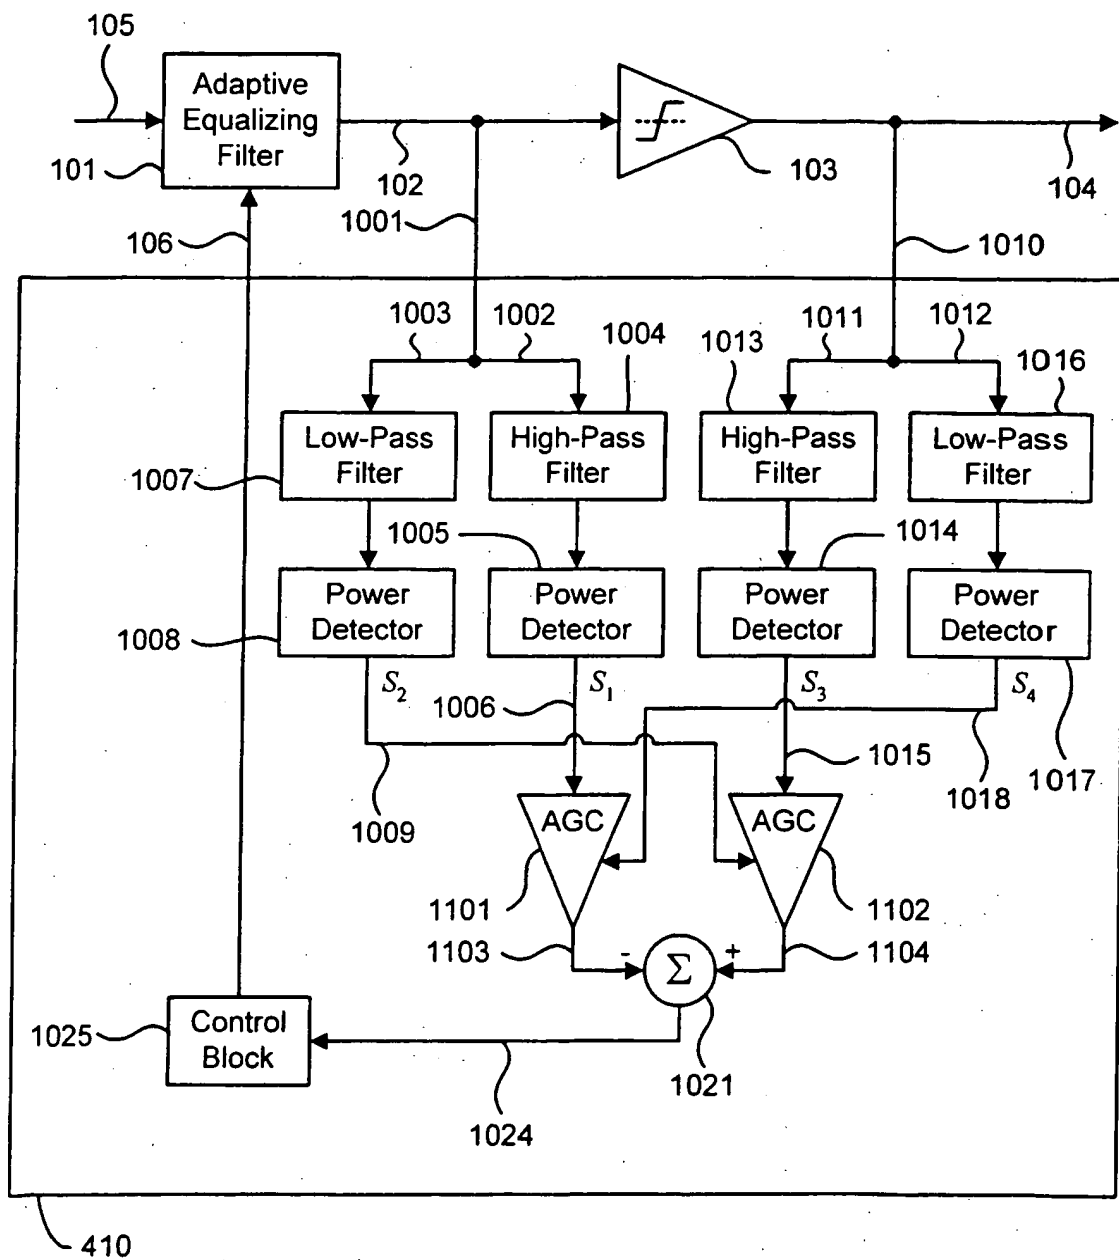 105
Adaptive
Equalizing
Filter
101
102
103
104
106
1001
1010
1003
1002
1004
1013
1011
1012
1016
Low-Pass
Filter
High-Pass
Filter
High-Pass
Filter
Low-Pass
Filter
1007
1005
1014
Power
Detector
Power
Detector
Power
Detector
Power
Detector
1008
S₂
S₁
S₃
S₄
1006
1015
1018
1017
1009
AGC
AGC
1101
1102
1103
-
Σ
+
1104
1025
Control
Block
1021
1024
410